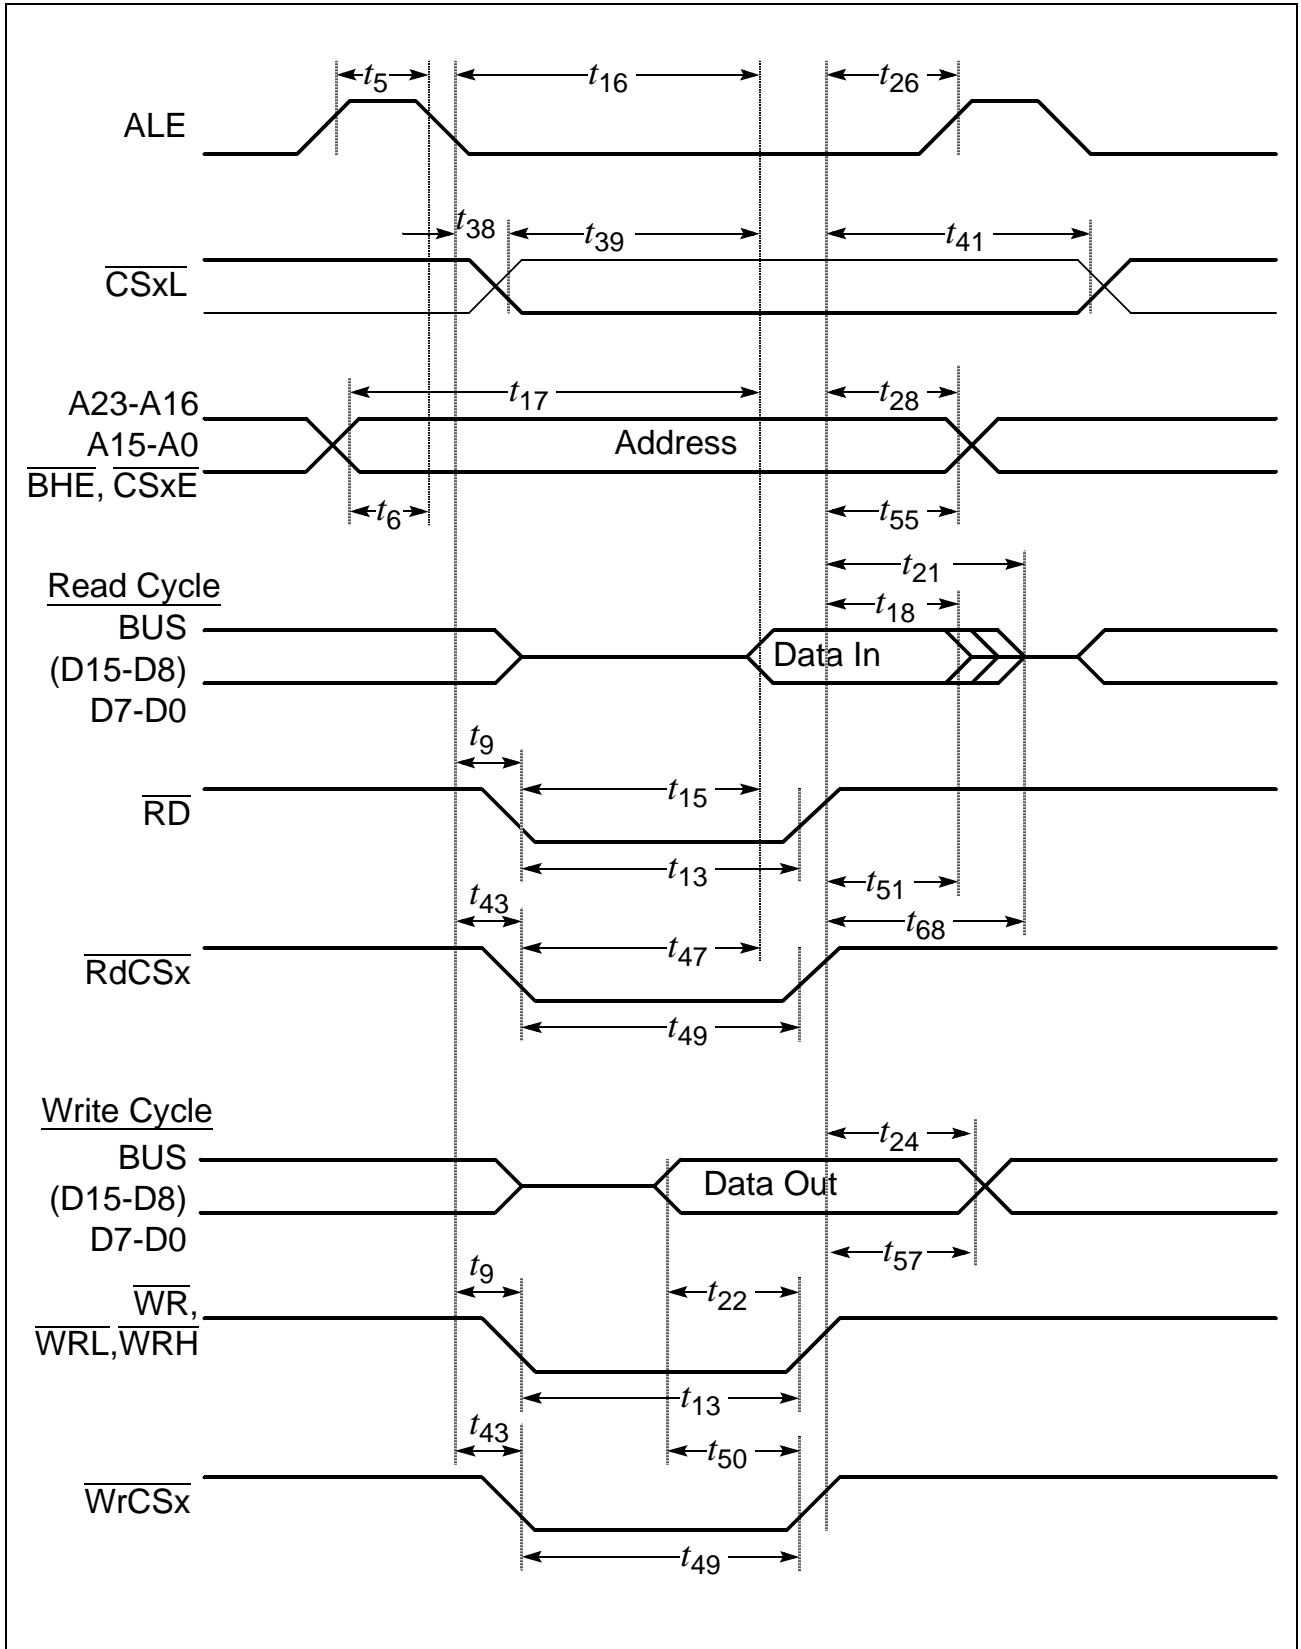 t5
t16
t26
ALE
t38
t39
t41
CSxL
t17
t28
A23-A16
A15-A0
BHE, CSxE
Address
t6
t55
t21
Read Cycle
t18
BUS
(D15-D8)
D7-D0
Data In
t9
t15
RD
t13
t51
t43
t68
t47
RdCSx
t49
Write Cycle
t24
BUS
(D15-D8)
D7-D0
Data Out
t57
t9
t22
WR,
WRL,WRH
t13
t43
t50
WrCSx
t49